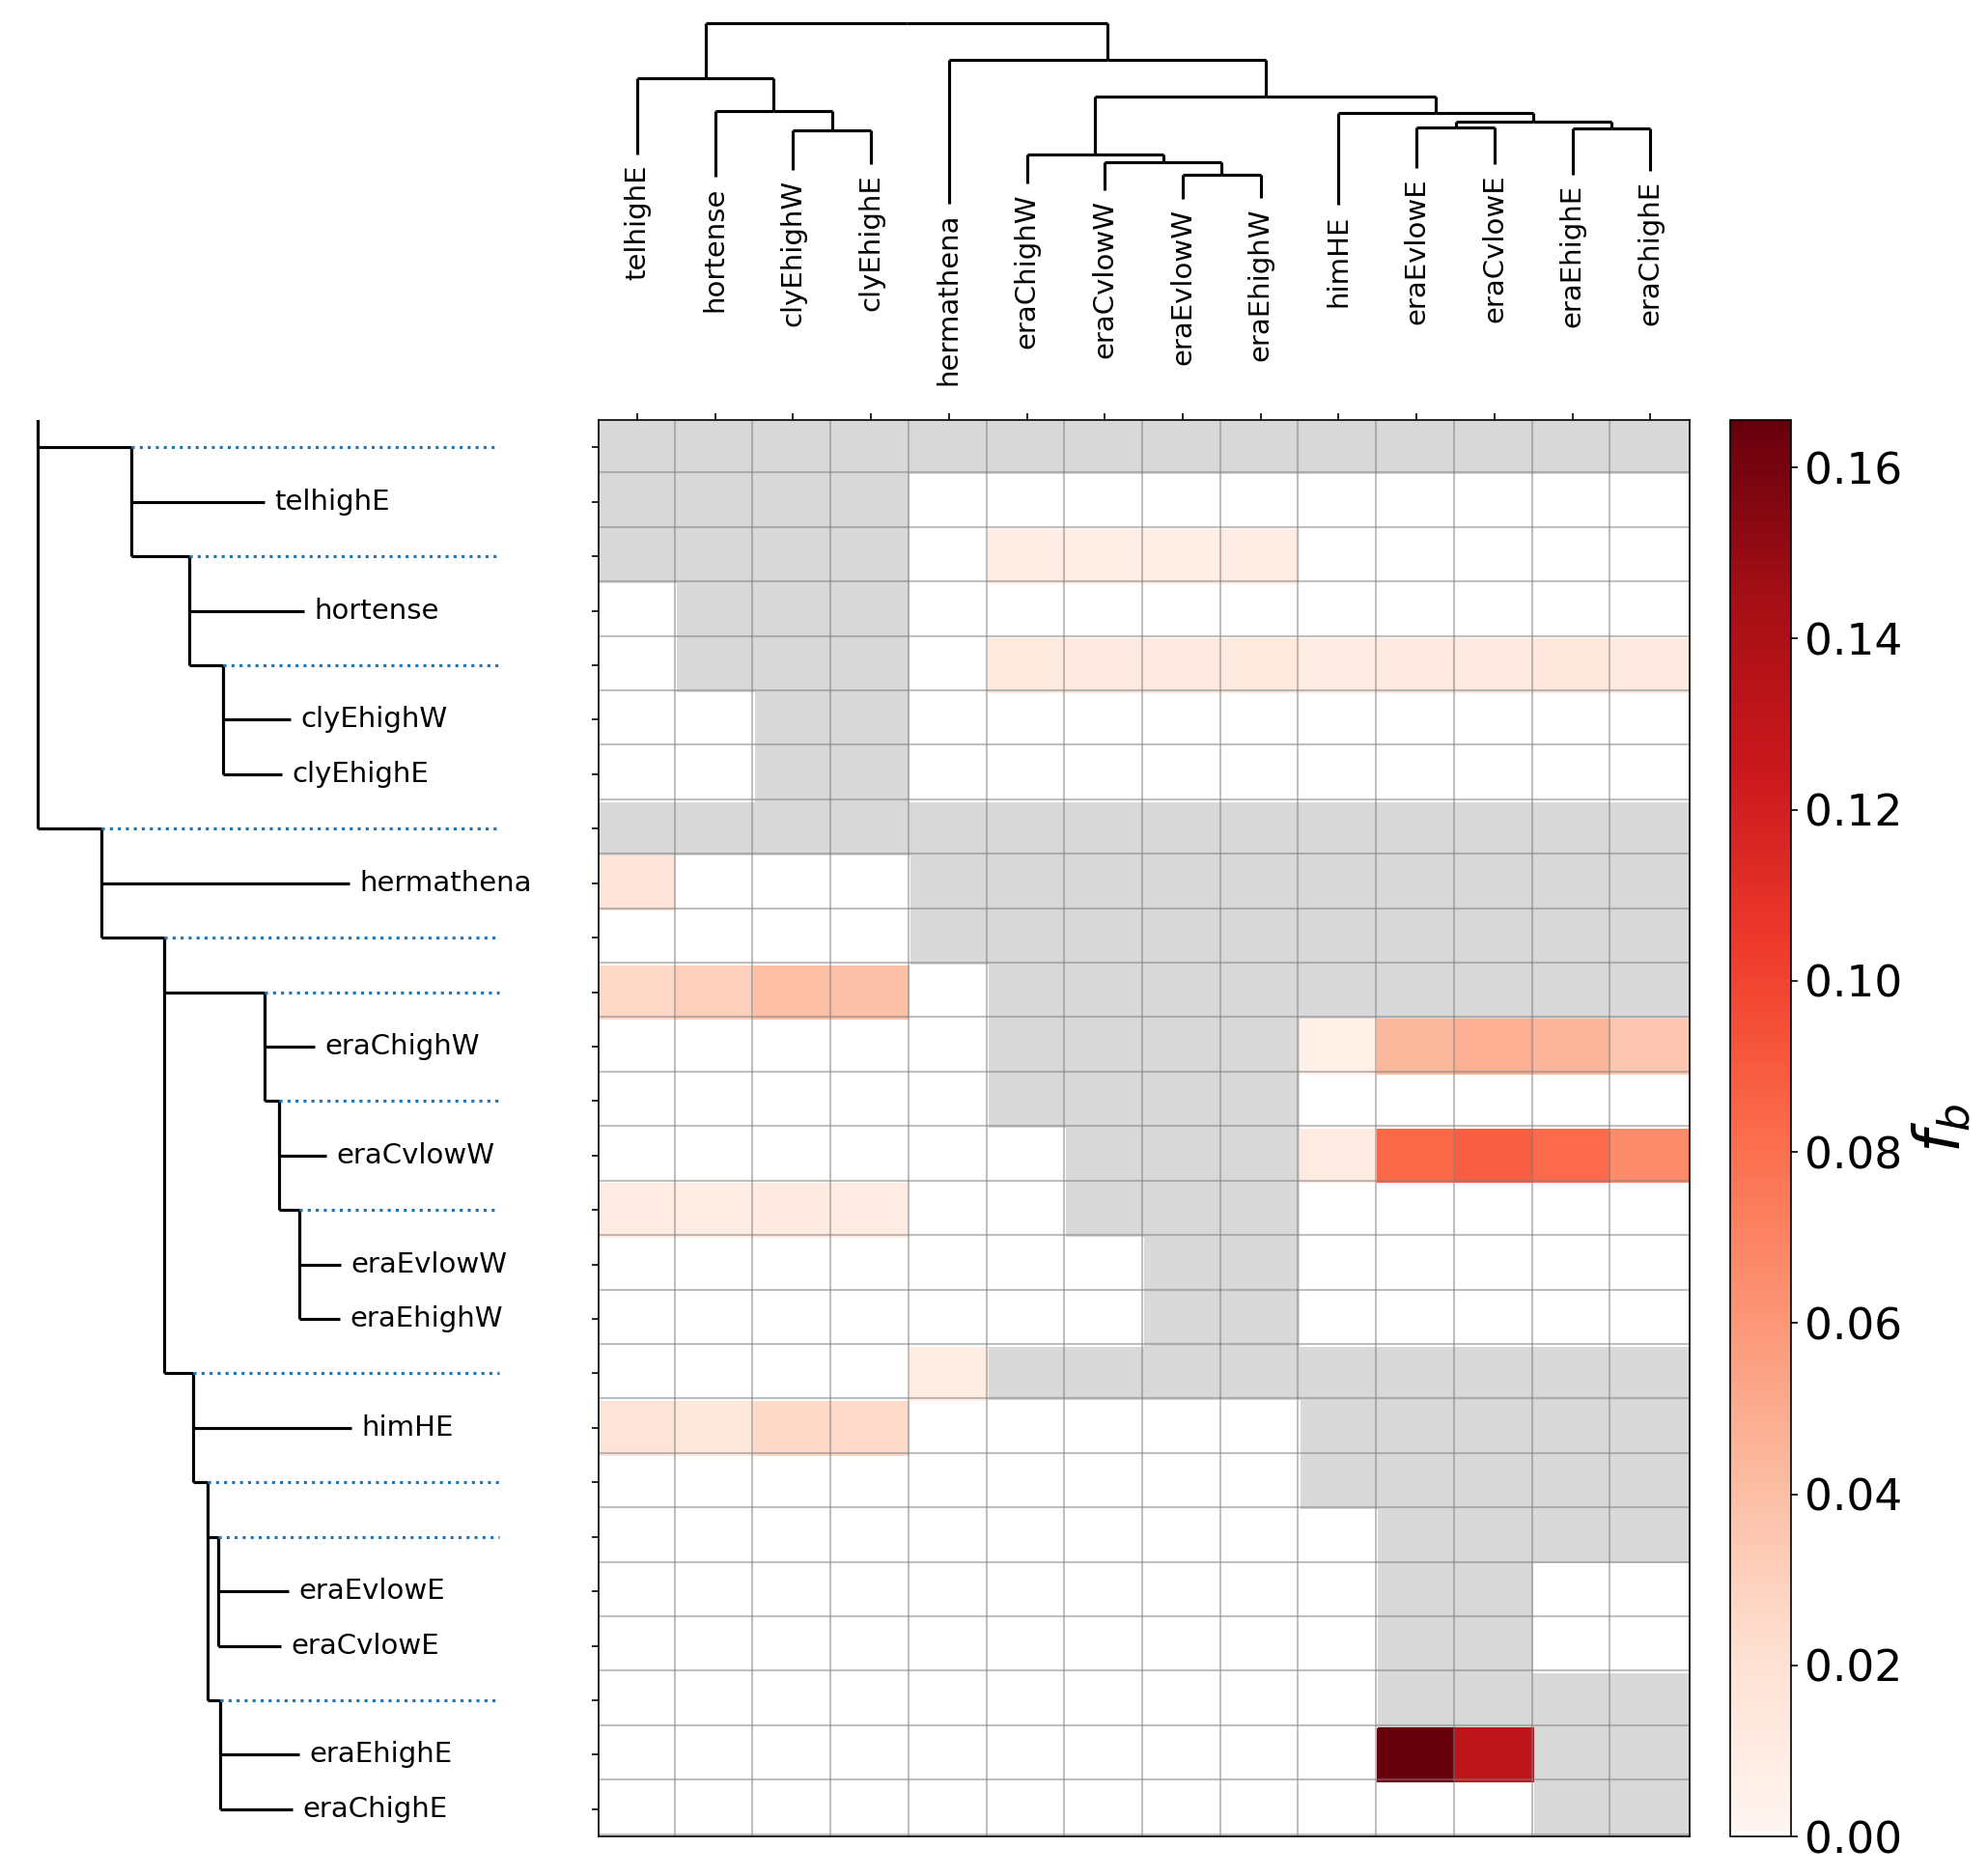 telhighE
hortense
clyEhighW
clyEhighE
hermathena
eraChighW
eraCvlowW
eraEvlowW
eraEhighW
himHE
eraEvlowE
eraCvlowE
eraEhighE
eraChighE
telhighE
hortense
clyEhighW
clyEhighE
hermathena
eraChighW
eraCvlowW
eraEvlowW
eraEhighW
himHE
eraEvlowE
eraCvlowE
eraEhighE
eraChighE
0.16
0.14
0.12
0.10
0.08
0.06
0.04
0.02
0.00
f_b